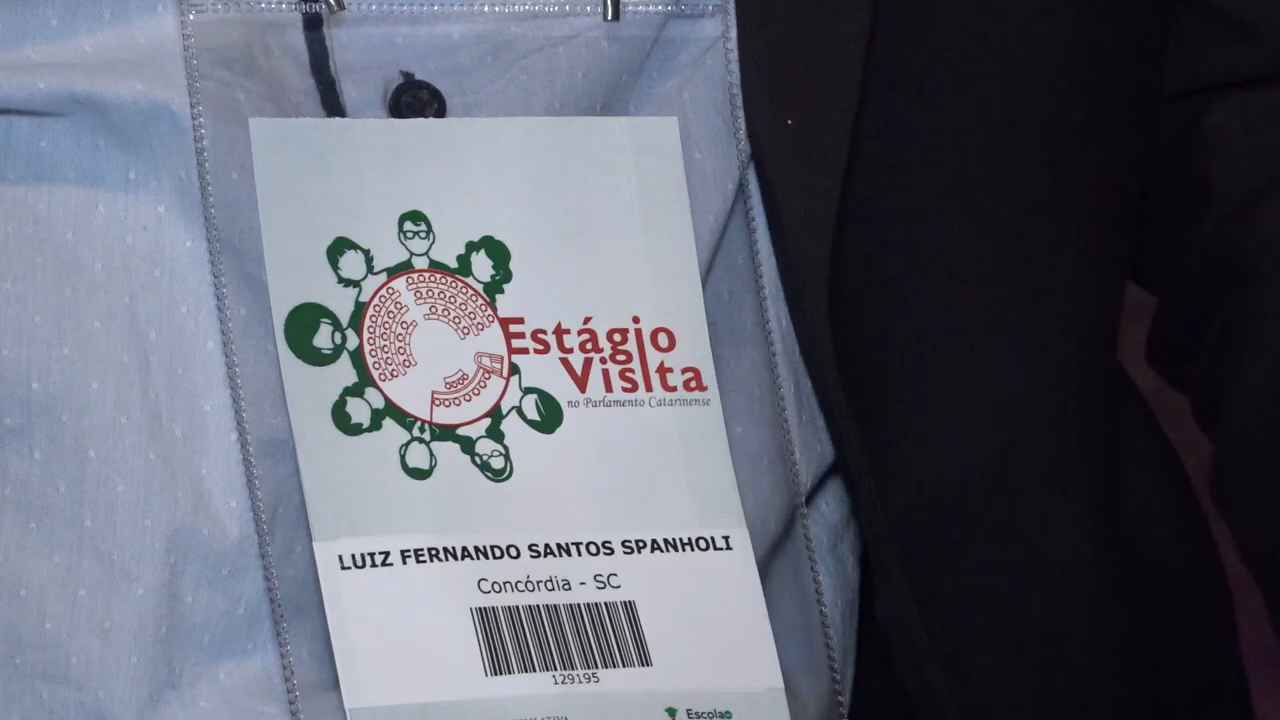 Estágio
Visita
no Parlamento Catarinense
LUIZ FERNANDO SANTOS SPANHOLI
Concórdia - SC
129195
Escola